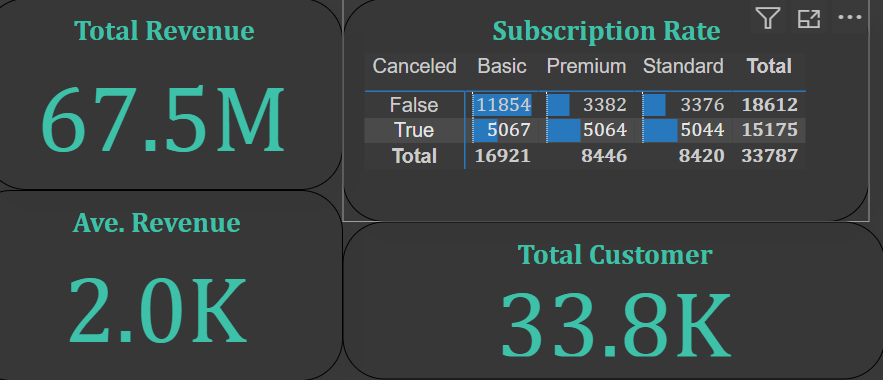 Total Revenue
67.5M
Subscription Rate
Canceled Basic Premium Standard Total
False 11854 3382 3376 18612
True 5067 5064 5044 15175
Total 16921 8446 8420 33787
Ave. Revenue
2.0K
Total Customer
33.8K